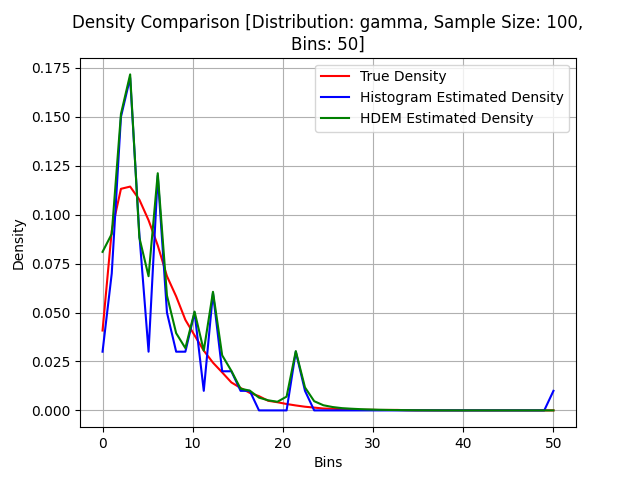 Density Comparison [Distribution: gamma, Sample Size: 100,
Bins: 50]
True Density
Histogram Estimated Density
HDEM Estimated Density
Density
0.175
0.150
0.125
0.100
0.075
0.050
0.025
0.000
0 10 20 30 40 50
Bins